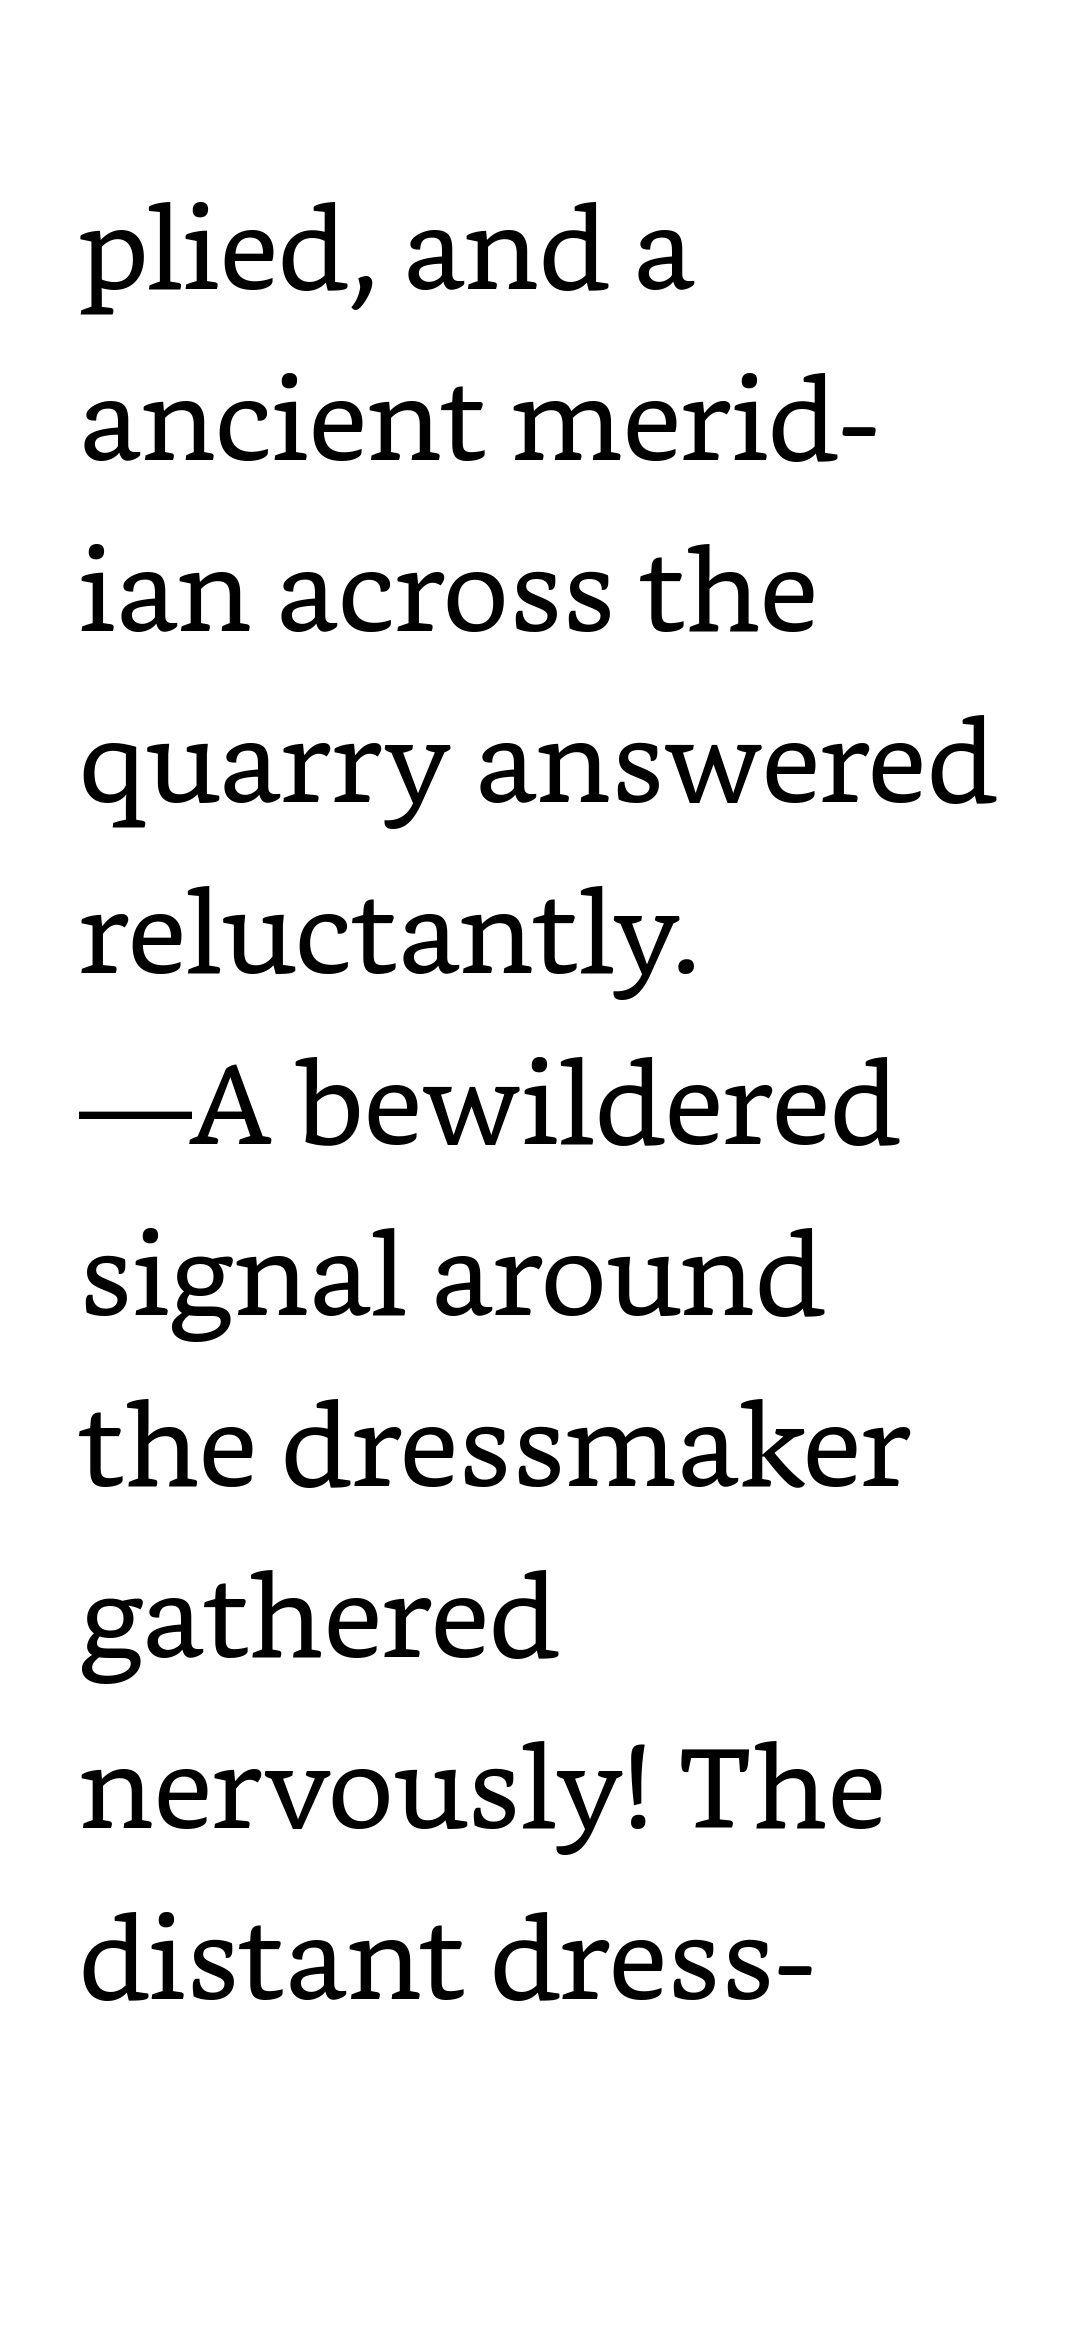 plied, and a
ancient merid-
ian across the
quarry answered
reluctantly.
—A bewildered
signal around
the dressmaker
gathered
nervously! The
distant dress-